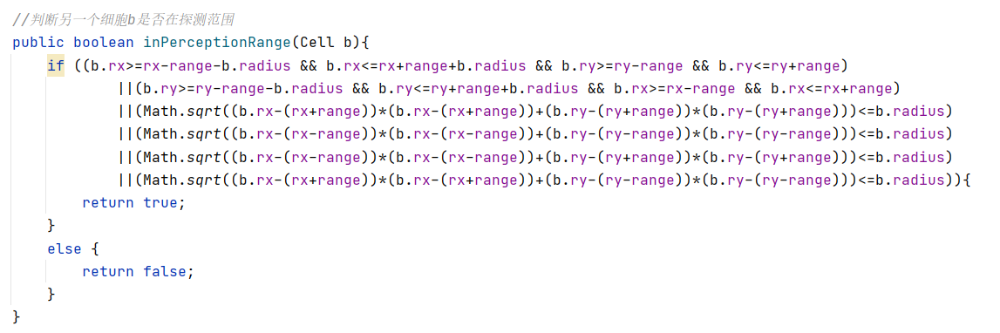 //判断另一个细胞b是否在探测范围
public boolean inPerceptionRange(Cell b){
if ((b.rx>=rx-range-b.radius && b.rx<=rx+range+b.radius && b.ry>=ry-range && b.ry<=ry+range)
||(b.ry>=ry-range-b.radius && b.ry<=ry+range+b.radius && b.rx>=rx-range && b.rx<=rx+range)
||(Math.sqrt((b.rx-(rx+range))*(b.rx-(rx+range))+(b.ry-(ry+range))*(b.ry-(ry+range)))<=b.radius)
||(Math.sqrt((b.rx-(rx-range))*(b.rx-(rx-range))+(b.ry-(ry-range))*(b.ry-(ry-range)))<=b.radius)
||(Math.sqrt((b.rx-(rx-range))*(b.rx-(rx-range))+(b.ry-(ry+range))*(b.ry-(ry+range)))<=b.radius)
||(Math.sqrt((b.rx-(rx+range))*(b.rx-(rx+range))+(b.ry-(ry-range))*(b.ry-(ry-range)))<=b.radius)){
return true;
}
else {
return false;
}
}